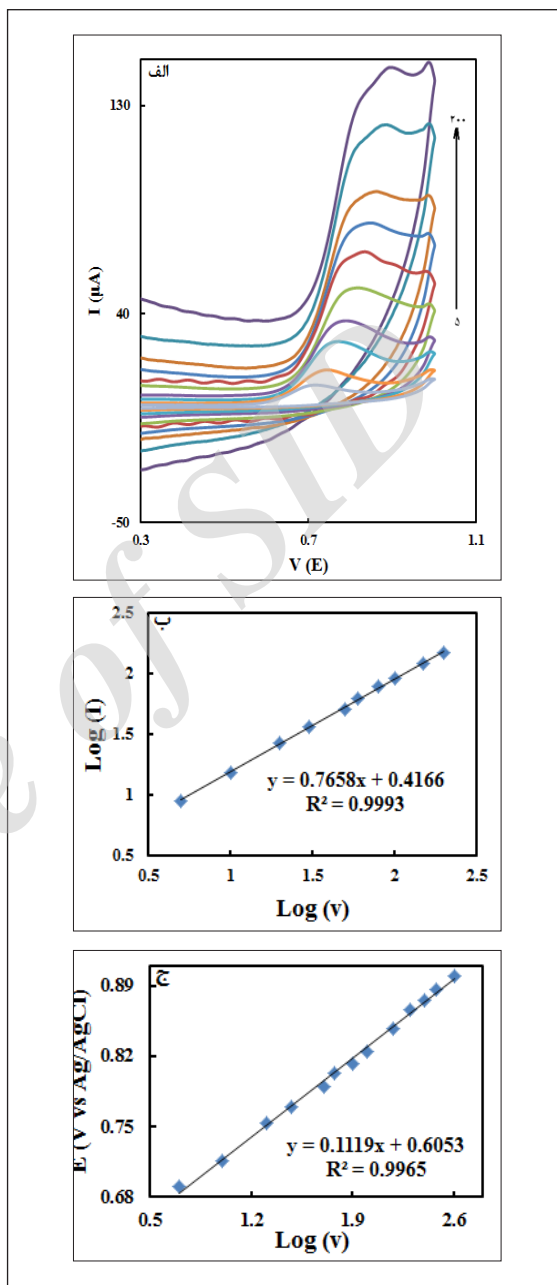 الف
130
40
-50
I (µA)
۲۰۰
۵
0.3
0.7
1.1
V (E)
ب
2.5
2
1.5
1
0.5
Log (I)
y = 0.7658x + 0.4166
R² = 0.9993
0.5
1
1.5
2
2.5
Log (v)
ج
0.89
0.82
0.75
0.68
E (V vs Ag/AgCl)
y = 0.1119x + 0.6053
R² = 0.9965
0.5
1.2
1.9
2.6
Log (v)
e of SID